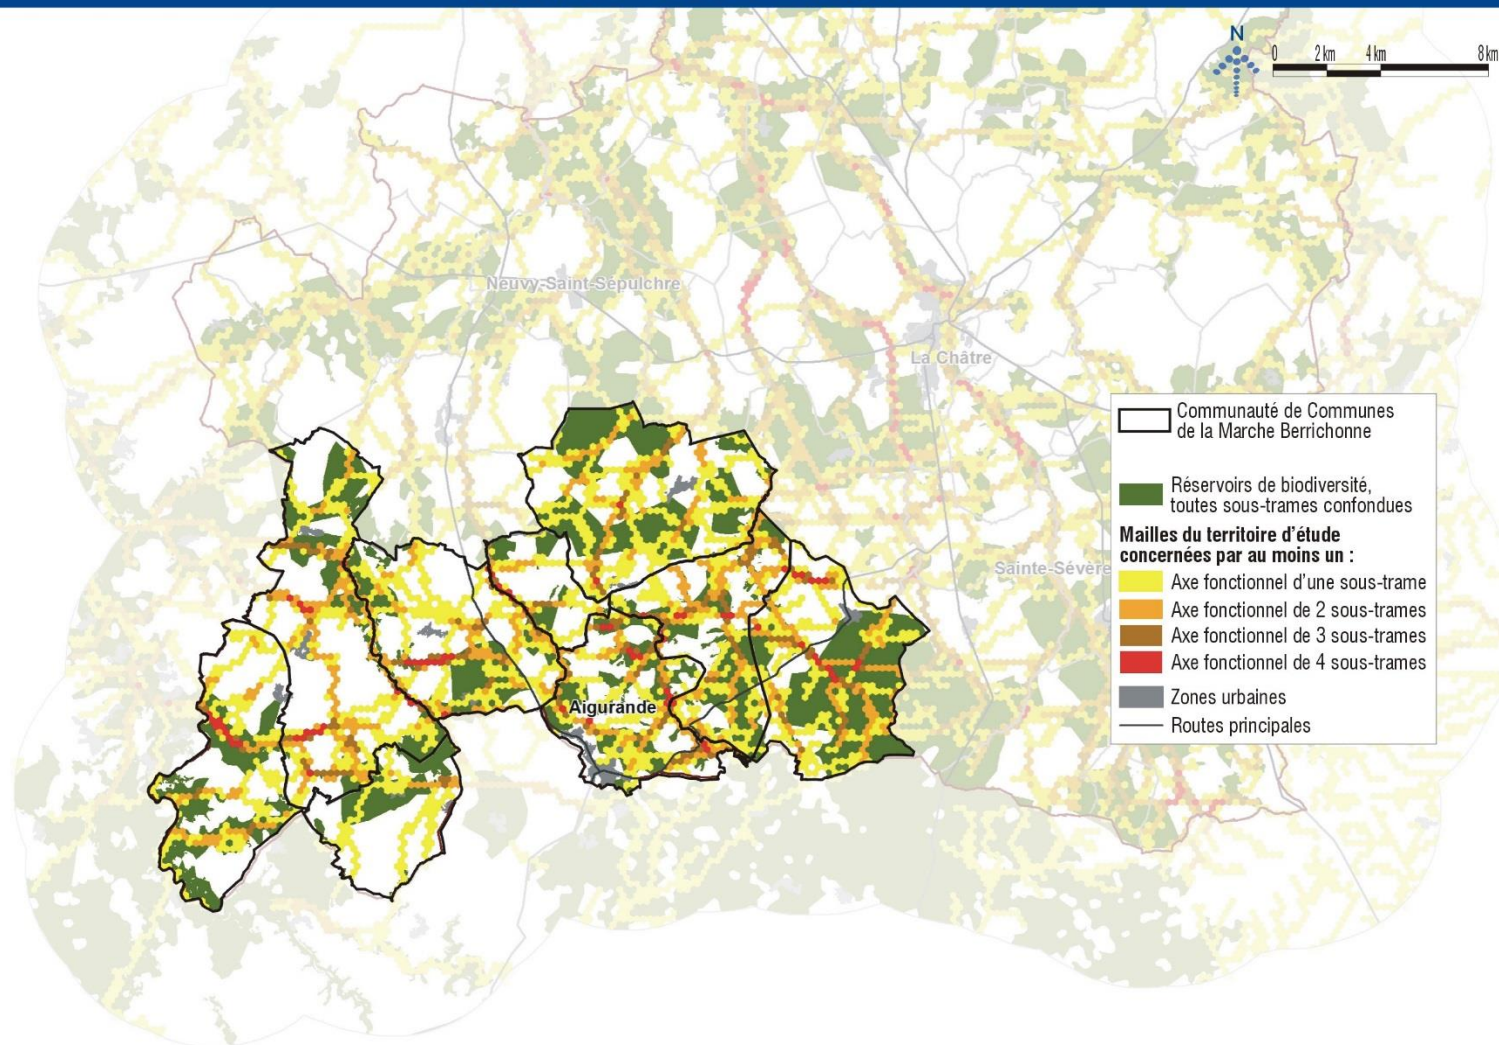 N
0 2 km 4 km 8 km
Neuvy-Saint-Sépulchre
La Châtre
Sainte-Sévère
Aigurande
Communauté de Communes
de la Marche Berrichonne
Réservoirs de biodiversité,
toutes sous-trames confondues
Mailles du territoire d'étude
concernées par au moins un :
Axe fonctionnel d'une sous-trame
Axe fonctionnel de 2 sous-trames
Axe fonctionnel de 3 sous-trames
Axe fonctionnel de 4 sous-trames
Zones urbaines
Routes principales